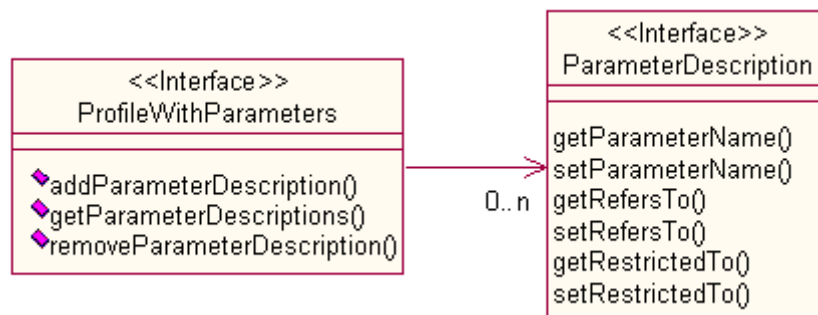 <<Interface>>
ProfileWithParameters
addParameterDescription()
getParameterDescriptions()
removeParameterDescription()
0..n
<<Interface>>
ParameterDescription
getParameterName()
setParameterName()
getRefersTo()
setRefersTo()
getRestrictedTo()
setRestrictedTo()